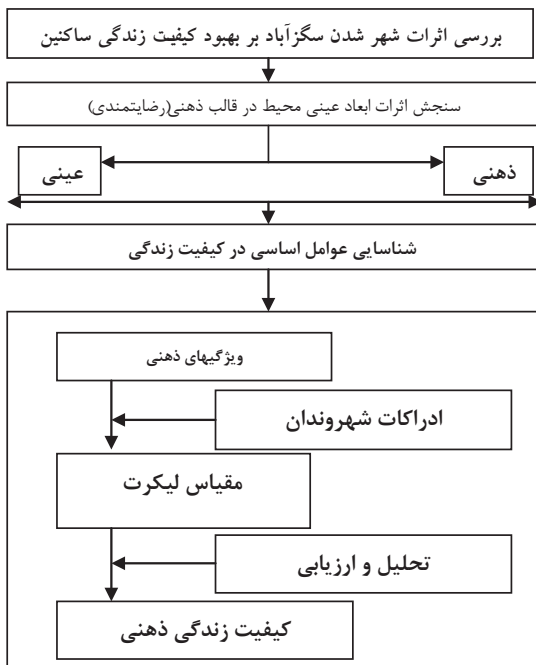 بررسی اثرات شهر شدن سگزآباد بر بهبود کیفیت زندگی ساکنین
سنجش اثرات ابعاد عینی محیط در قالب ذهنی(رضایتمندی)
ذهنی
عینی
شناسایی عوامل اساسی در کیفیت زندگی
ویژگیهای ذهنی
ادراکات شهروندان
مقیاس لیکرت
تحلیل و ارزیابی
کیفیت زندگی ذهنی